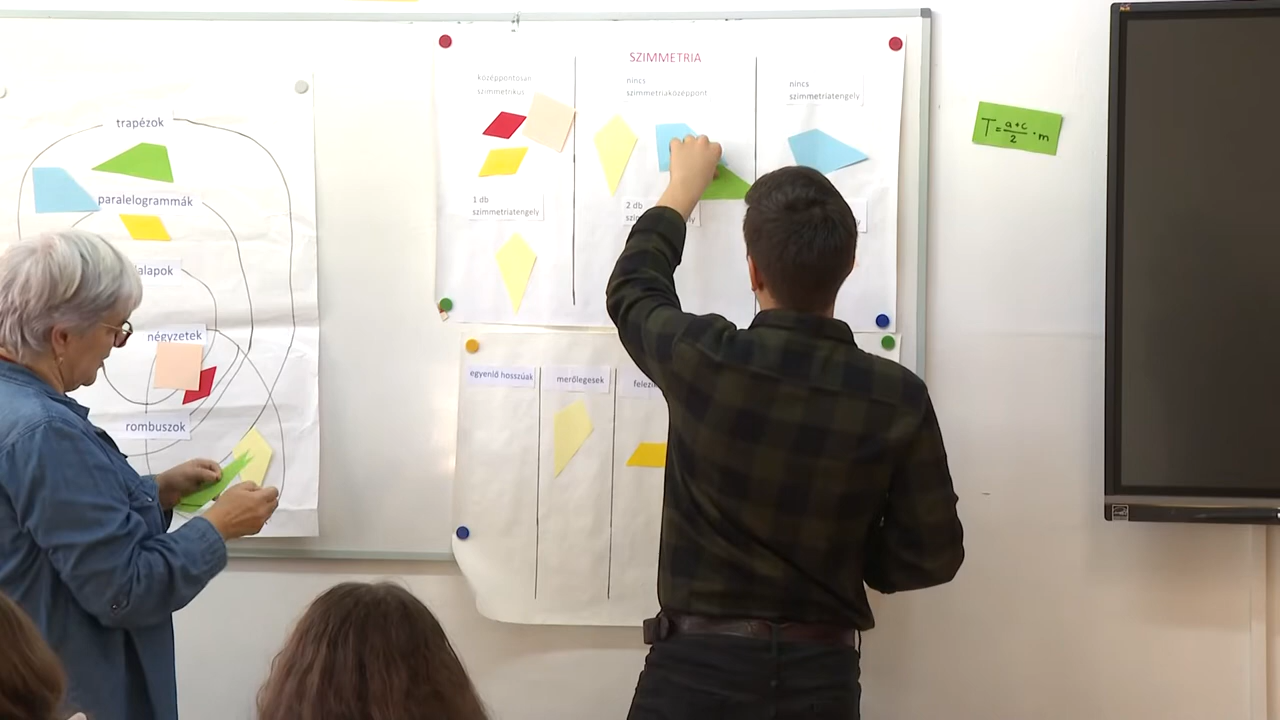 trapézok
paralelogrammák
négyzetek
rombuszok
SZIMMETRIA
középpontosan
szimmetrikus
nincs
szimmetriaközéppont
nincs
szimmetriatengely
1 db
szimmetriatengely
2 db
egyenlő hosszúak
merőlegesek
T = a+c / 2 · m